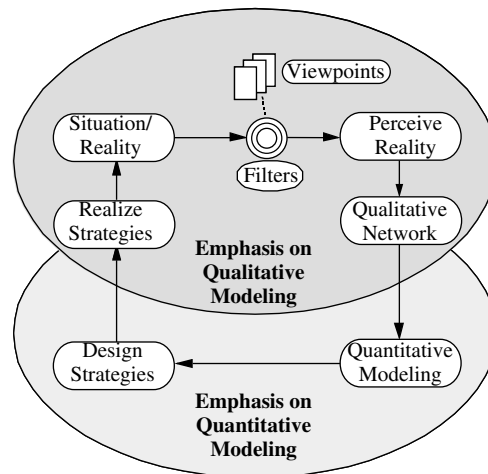 Viewpoints
Situation/
Reality
Filters
Perceive
Reality
Realize
Strategies
Qualitative
Network
Emphasis on
Qualitative
Modeling
Design
Strategies
Quantitative
Modeling
Emphasis on
Quantitative
Modeling